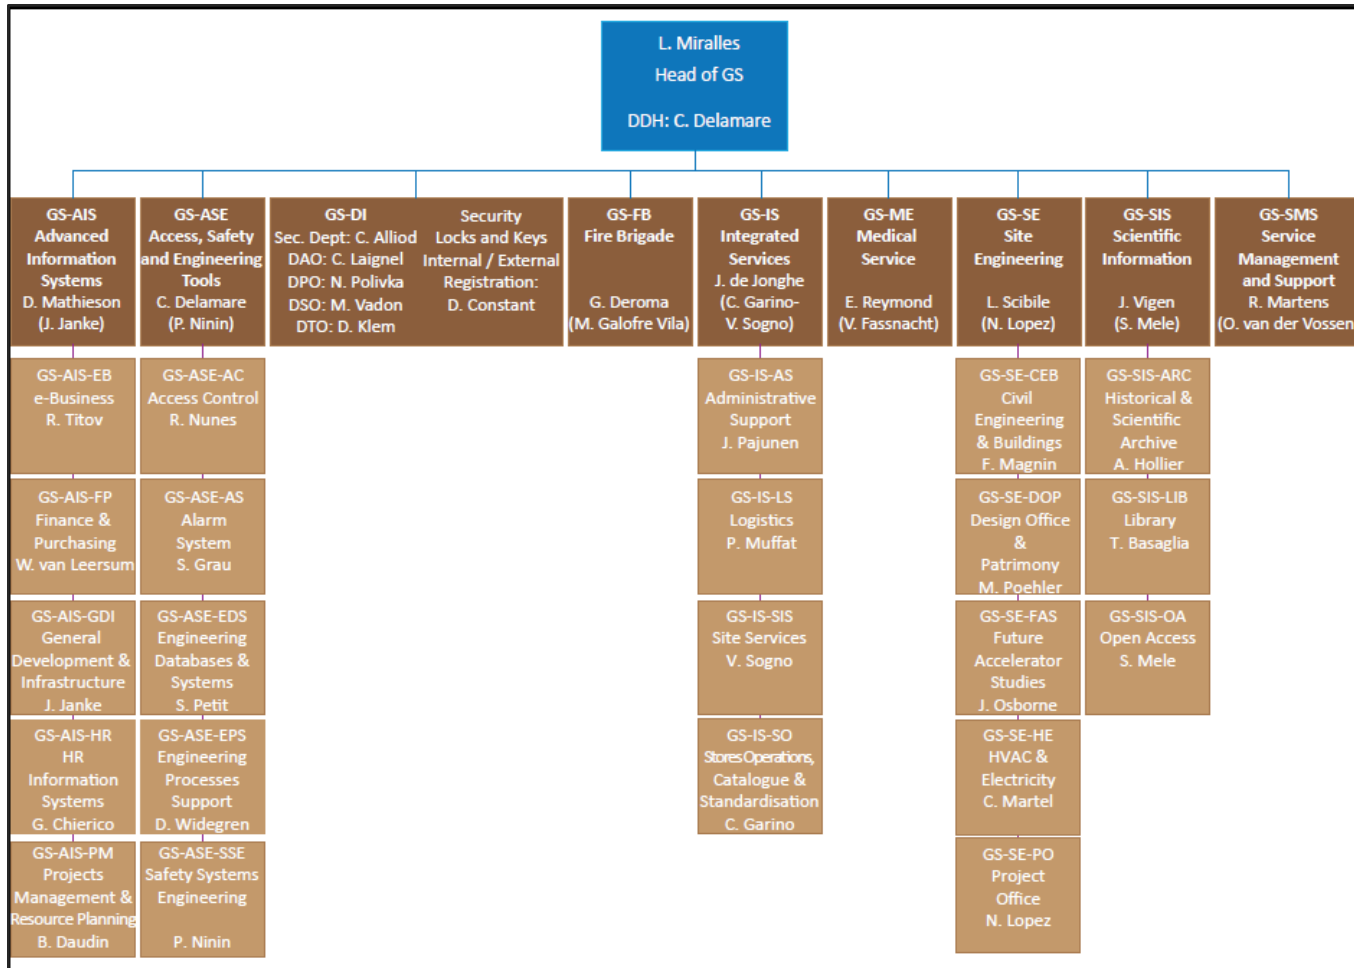 L. Miralles
Head of GS
DDH: C. Delamare
GS-AIS
Advanced
Information
Systems
D. Mathieson
(J. Janke)
GS-ASE
Access, Safety
and Engineering
Tools
C. Delamare
(P. Ninin)
GS-DI
Sec. Dept: C. Alliod
DAO: C. Laignel
DPO: N. Polivka
DSO: M. Vadon
DTO: D. Klem
Security
Locks and Keys
Internal / External
Registration:
D. Constant
GS-FB
Fire Brigade
G. Deroma
(M. Galofre Vila)
GS-IS
Integrated
Services
J. de Jonghe
(C. Garino-
V. Sogno)
GS-ME
Medical
Service
E. Reymond
(V. Fassnacht)
GS-SE
Site
Engineering
L. Scibile
(N. Lopez)
GS-SIS
Scientific
Information
J. Vigen
(S. Mele)
GS-SMS
Service
Management
and Support
R. Martens
(O. van der Vossen
GS-AIS-EB
e-Business
R. Titov
GS-AIS-FP
Finance &
Purchasing
W. van Leersum
GS-AIS-GDI
General
Development &
Infrastructure
J. Janke
GS-AIS-HR
HR
Information
Systems
G. Chierico
GS-AIS-PM
Projects
Management &
Resource Planning
B. Daudin
GS-ASE-AC
Access Control
R. Nunes
GS-ASE-AS
Alarm
System
S. Grau
GS-ASE-EDS
Engineering
Databases &
Systems
S. Petit
GS-ASE-EPS
Engineering
Processes
Support
D. Widegren
GS-ASE-SSE
Safety Systems
Engineering
P. Ninin
GS-IS-AS
Administrative
Support
J. Pajunen
GS-IS-LS
Logistics
P. Muffat
GS-IS-SIS
Site Services
V. Sogno
GS-IS-SO
Stores Operations,
Catalogue &
Standardisation
C. Garino
GS-SE-CEB
Civil
Engineering
& Buildings
F. Magnin
GS-SE-DOP
Design Office
&
Patrimony
M. Poehler
GS-SE-FAS
Future
Accelerator
Studies
J. Osborne
GS-SE-HE
HVAC &
Electricity
C. Martel
GS-SE-PO
Project
Office
N. Lopez
GS-SIS-ARC
Historical &
Scientific
Archive
A. Hollier
GS-SIS-LIB
Library
T. Basaglia
GS-SIS-OA
Open Access
S. Mele